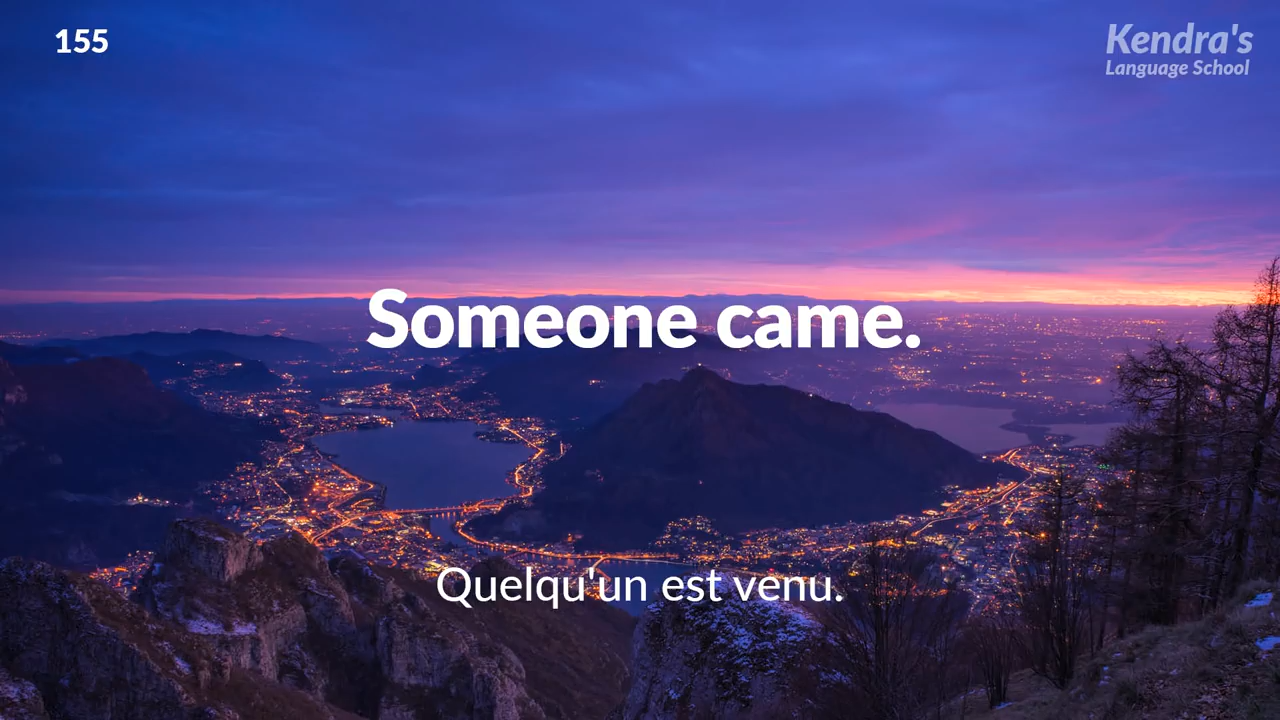 155
Kendra's
Language School
Someone came.
Quelqu'un est venu.